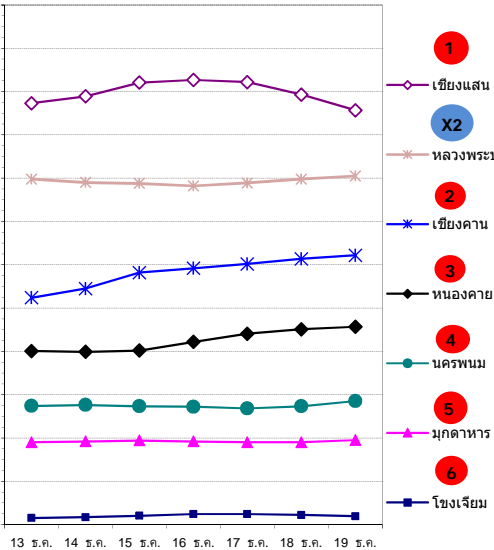 1
เชียงแสน
X2
หลวงพระบ
2
เชียงคาน
3
หนองคาย
4
นครพนม
5
มุกดาหาร
6
โขงเจียม
13 ธ.ค. 14 ธ.ค. 15 ธ.ค. 16 ธ.ค. 17 ธ.ค. 18 ธ.ค. 19 ธ.ค.